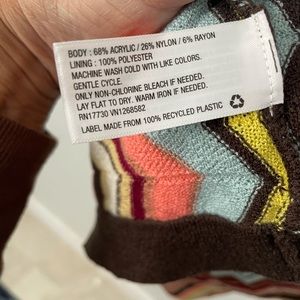 BODY : 68% ACRYLIC / 26% NYLON / 6% RAYON
LINING : 100% POLYESTER
MACHINE WASH COLD WITH LIKE COLORS.
GENTLE CYCLE.
ONLY NON-CHLORINE BLEACH IF NEEDED.
LAY FLAT TO DRY. WARM IRON IF NEEDED.
RN17730 VN1268582
LABEL MADE FROM 100% RECYCLED PLASTIC